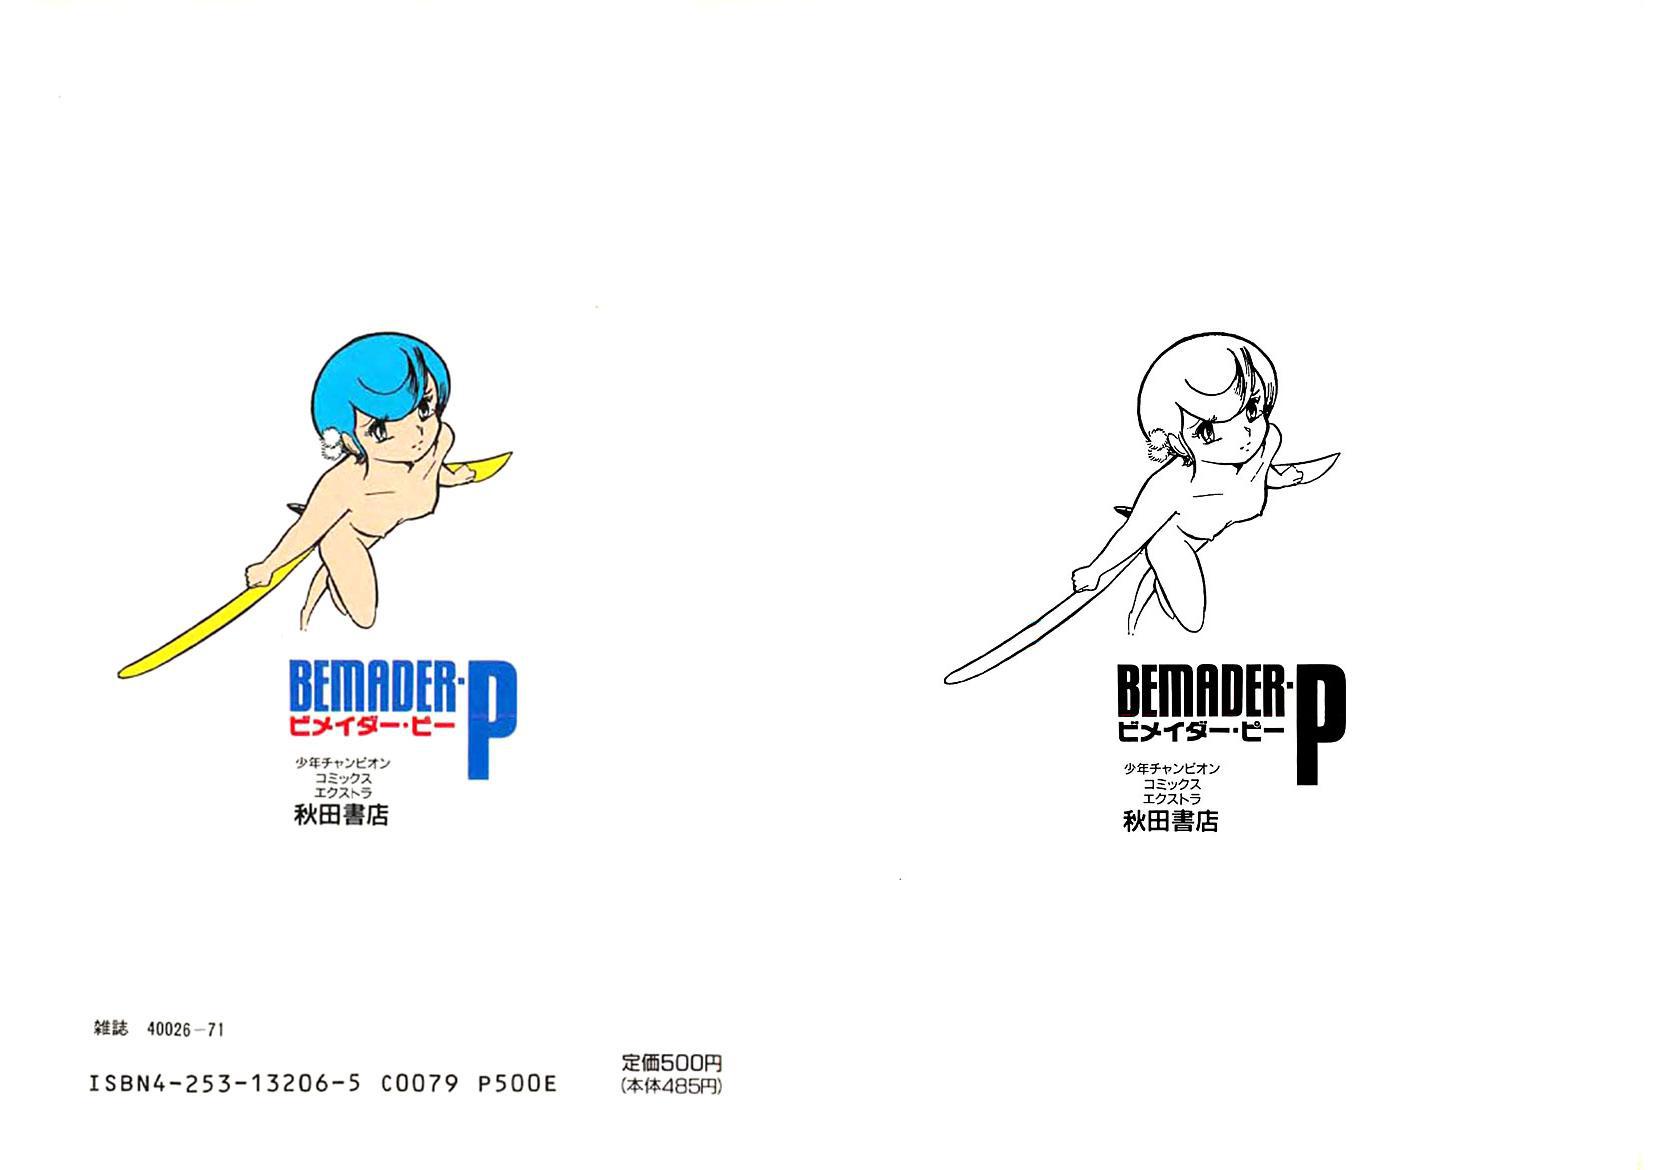 BEMADER・P
ビメイダー・ピー
少年チャンピオン
コミックス
エクストラ
秋田書店
雑誌 40026-71
ISBN4-253-13206-5 C0079 P500E
定価500円
(本体485円)
BEMADER・P
ビメイダー・ピー
少年チャンピオン
コミックス
エクストラ
秋田書店